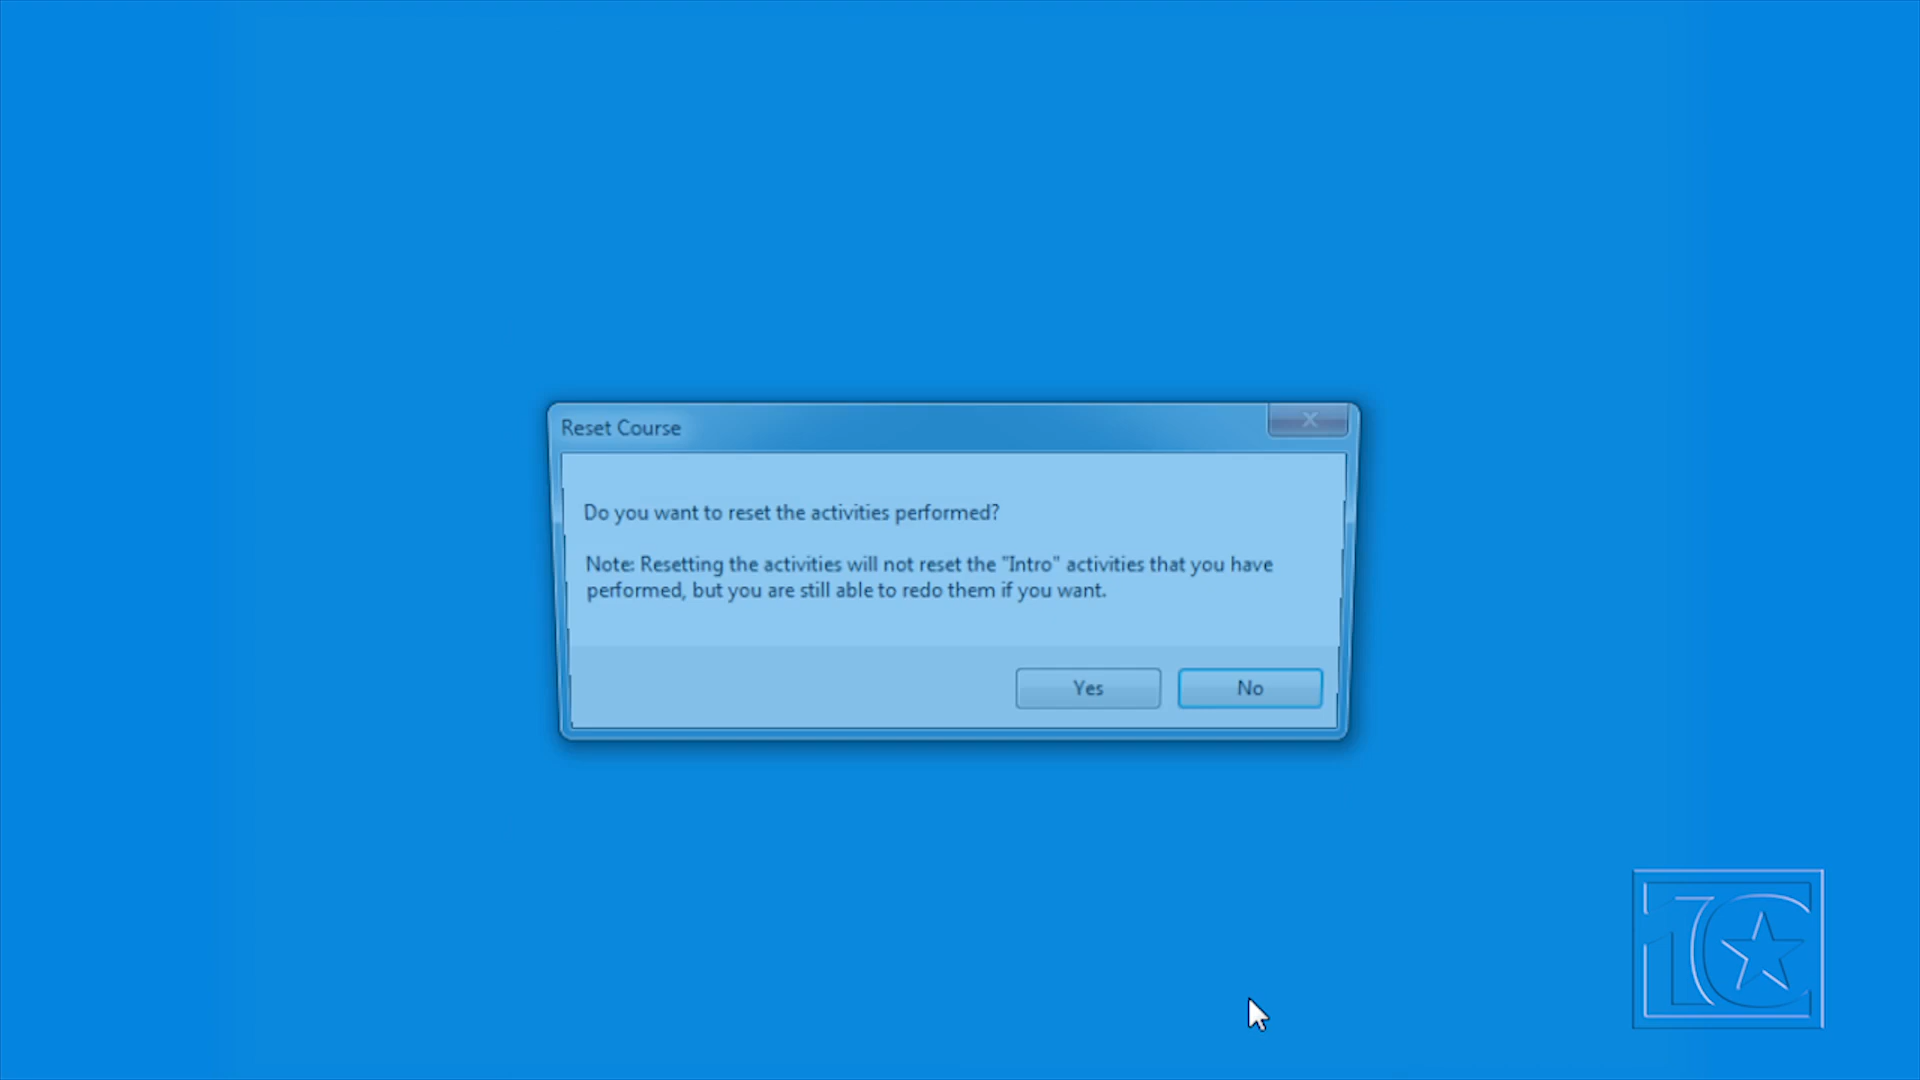 Reset Course
X
Do you want to reset the activities performed?
Note: Resetting the activities will not reset the "Intro" activities that you have
performed, but you are still able to redo them if you want.
Yes
No
1C